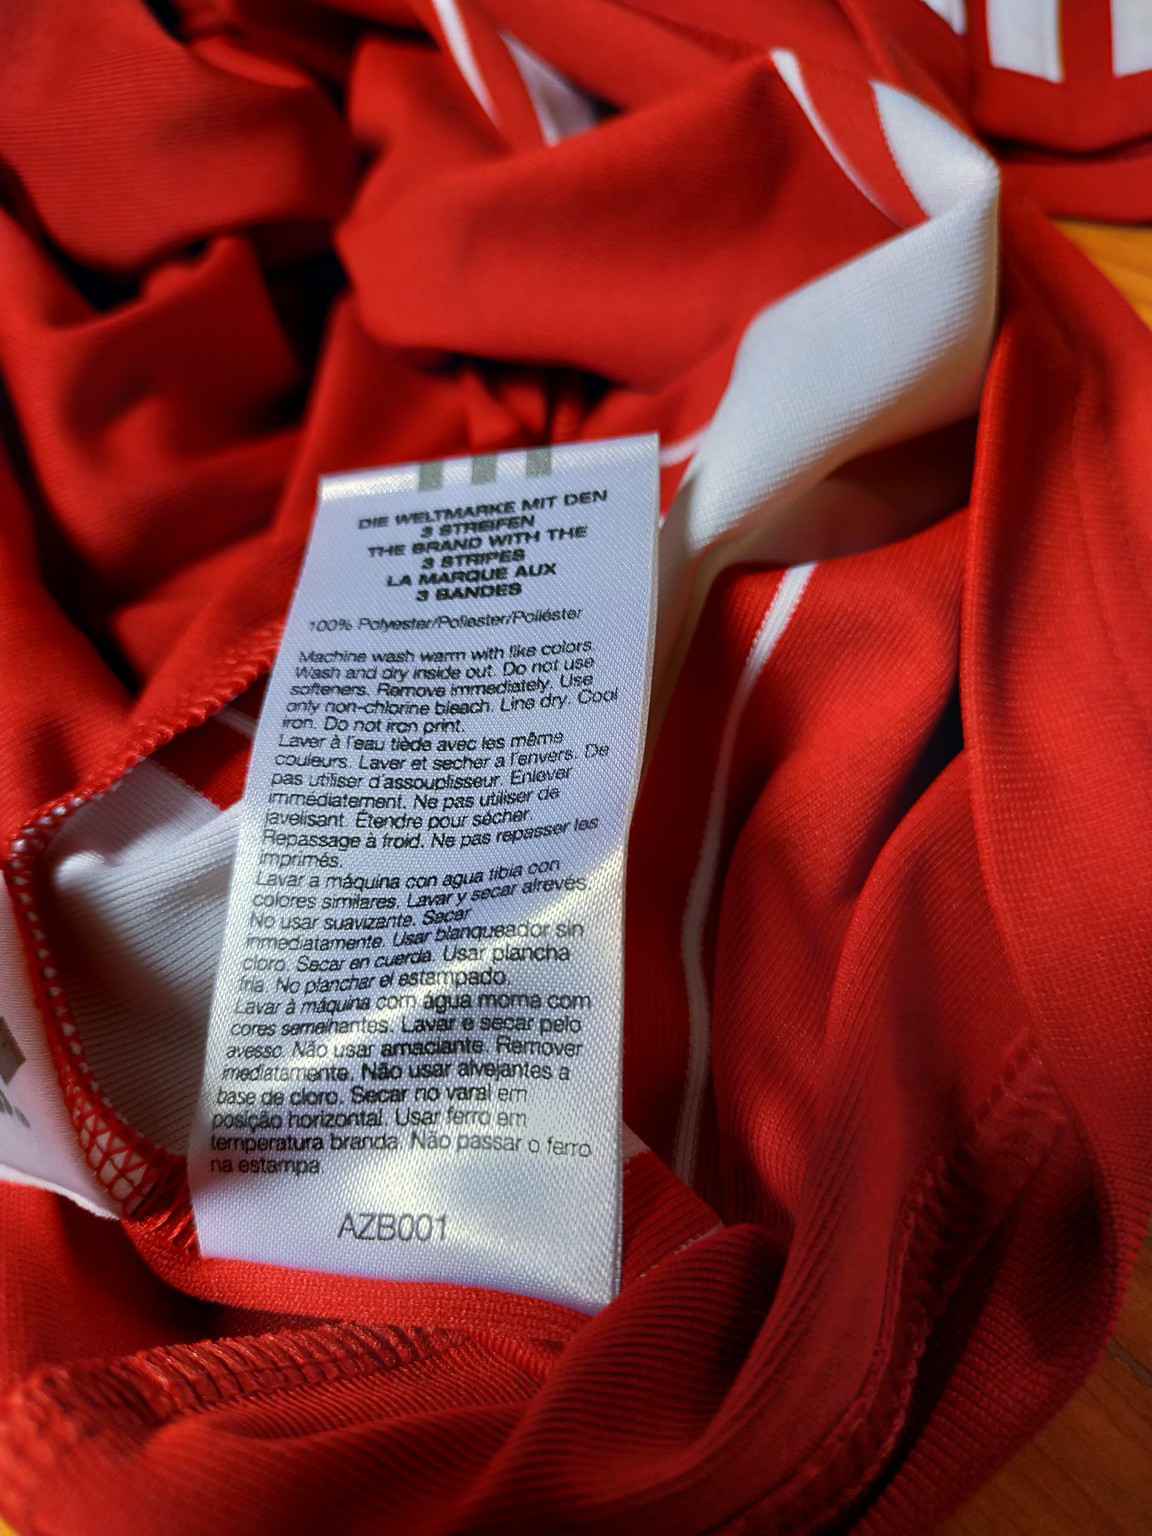 DIE WELTMARKE MIT DEN
3 STREIFEN
THE BRAND WITH THE
3 STRIPES
LA MARQUE AUX
3 BANDES
100% Polyester/Poliester/Poliéster
Machine wash warm with like colors.
Wash and dry inside out. Do not use
softeners. Remove immediately. Use
only non-chlorine bleach. Line dry. Cool
iron. Do not iron print.
Laver à l'eau tiède avec les même
couleurs. Laver et secher a l'envers. De
pas utiliser d'assouplisseur. Enlever
immédiatement. Ne pas utiliser de
javelisant. Étendre pour sécher.
Repassage à froid. Ne pas repasser les
imprimés.
Lavar a máquina con agua tibia con
colores similares. Lavar y secar alrevés.
No usar suavizante. Secar
inmediatamente. Usar blanqueador sin
cloro. Secar en cuerda. Usar plancha
fria. No planchar el estampado.
Lavar à máquina com agua morna com
cores semelhantes. Lavar e secar pelo
avesso. Não usar amaciante. Remover
imediatamente. Não usar alvejantes a
base de cloro. Secar no varal em
posição horizontal. Usar ferro em
temperatura branda. Não passar o ferro
na estampa.
AZB001